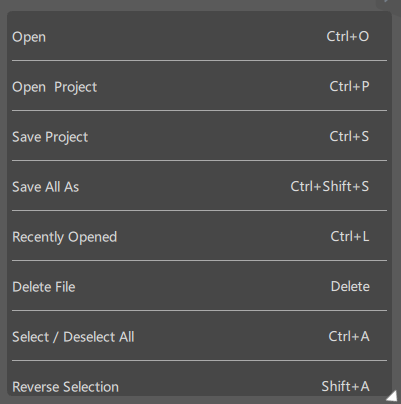 Open Ctrl+O
Open  Project Ctrl+P
Save Project Ctrl+S
Save All As Ctrl+Shift+S
Recently Opened Ctrl+L
Delete File Delete
Select / Deselect All Ctrl+A
Reverse Selection Shift+A